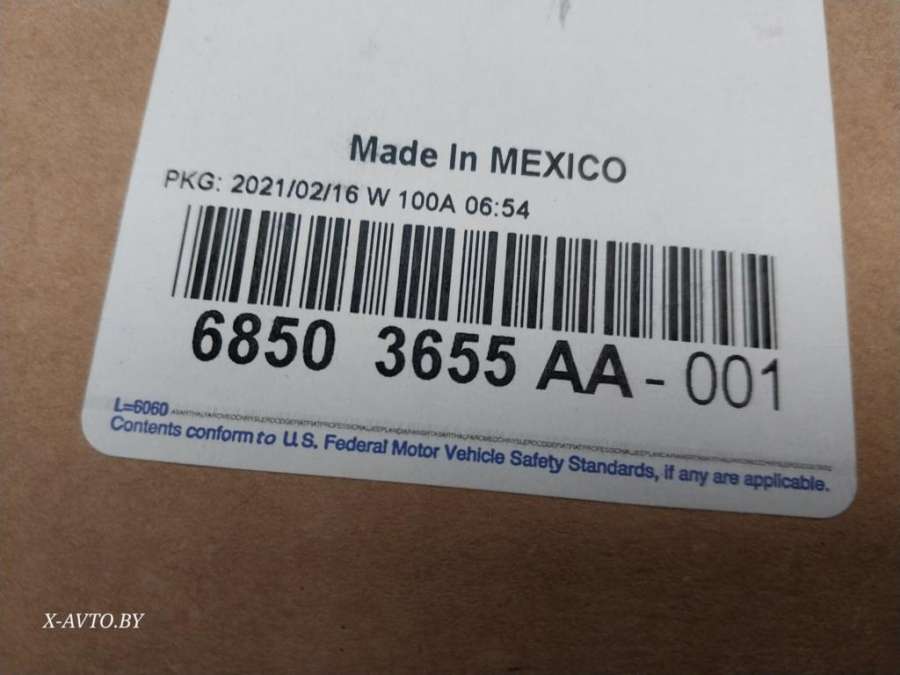 Made In MEXICO
PKG: 2021/02/16 W 100A 06:54
6850 3655 AA - 001
L=6060
Contents conform to U.S. Federal Motor Vehicle Safety Standards, if any are applicable.
X-AVTO.BY